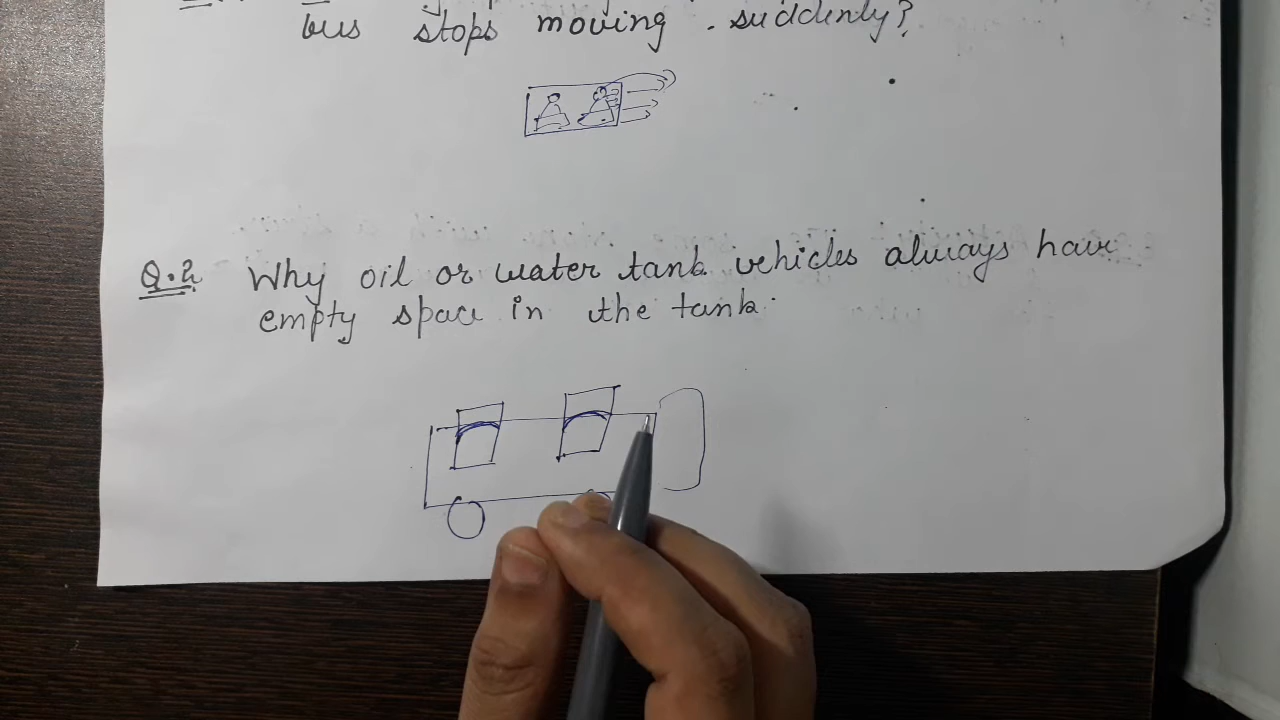 bus stops moving . suddenly?
Q.2 Why oil or water tank vehicles always have
empty space in the tank.